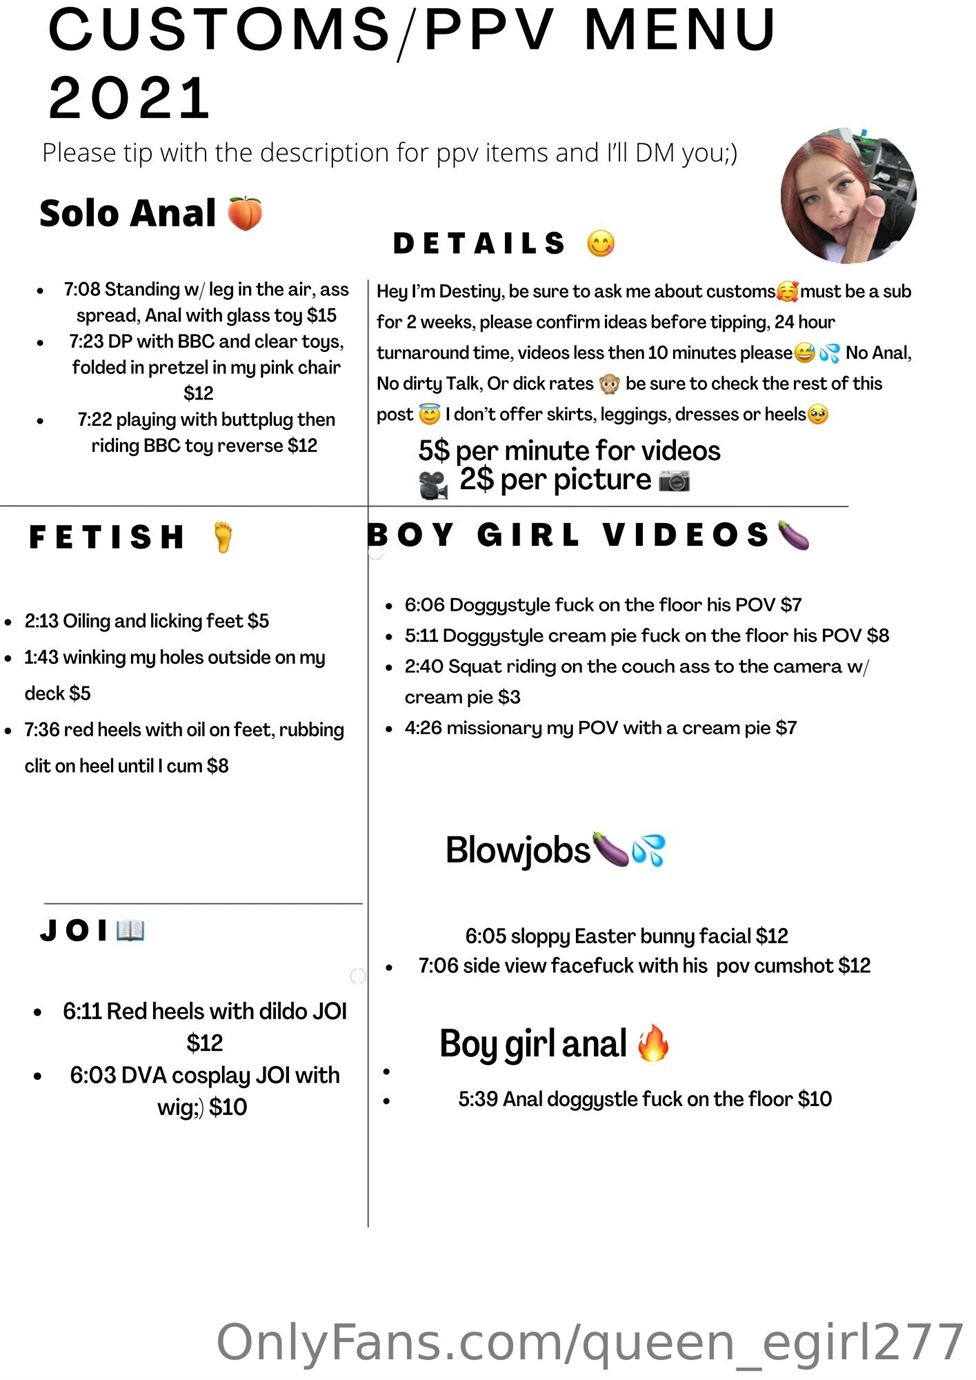 CUSTOMS/PPV MENU
2021
Please tip with the description for ppv items and I'll DM you;)
Solo Anal 🍑
7:08 Standing w/ leg in the air, ass
spread, Anal with glass toy $15
7:23 DP with BBC and clear toys,
folded in pretzel in my pink chair
$12
7:22 playing with buttplug then
riding BBC toy reverse $12
DETAILS 😋
Hey I'm Destiny, be sure to ask me about customs🥰must be a sub
for 2 weeks, please confirm ideas before tipping, 24 hour
turnaround time, videos less then 10 minutes please😅💦 No Anal,
No dirty Talk, Or dick rates 🙊 be sure to check the rest of this
post 😇 I don't offer skirts, leggings, dresses or heels🥹
5$ per minute for videos
🎥 2$ per picture 📷
FETISH 🦶
2:13 Oiling and licking feet $5
1:43 winking my holes outside on my
deck $5
7:36 red heels with oil on feet, rubbing
clit on heel until I cum $8
BOY GIRL VIDEOS🍆
6:06 Doggystyle fuck on the floor his POV $7
5:11 Doggystyle cream pie fuck on the floor his POV $8
2:40 Squat riding on the couch ass to the camera w/
cream pie $3
4:26 missionary my POV with a cream pie $7
Blowjobs🍆💦
6:05 sloppy Easter bunny facial $12
7:06 side view facefuck with his pov cumshot $12
JOI📖
6:11 Red heels with dildo JOI
$12
6:03 DVA cosplay JOI with
wig;) $10
Boy girl anal 🔥
5:39 Anal doggystle fuck on the floor $10
OnlyFans.com/queen_egirl277